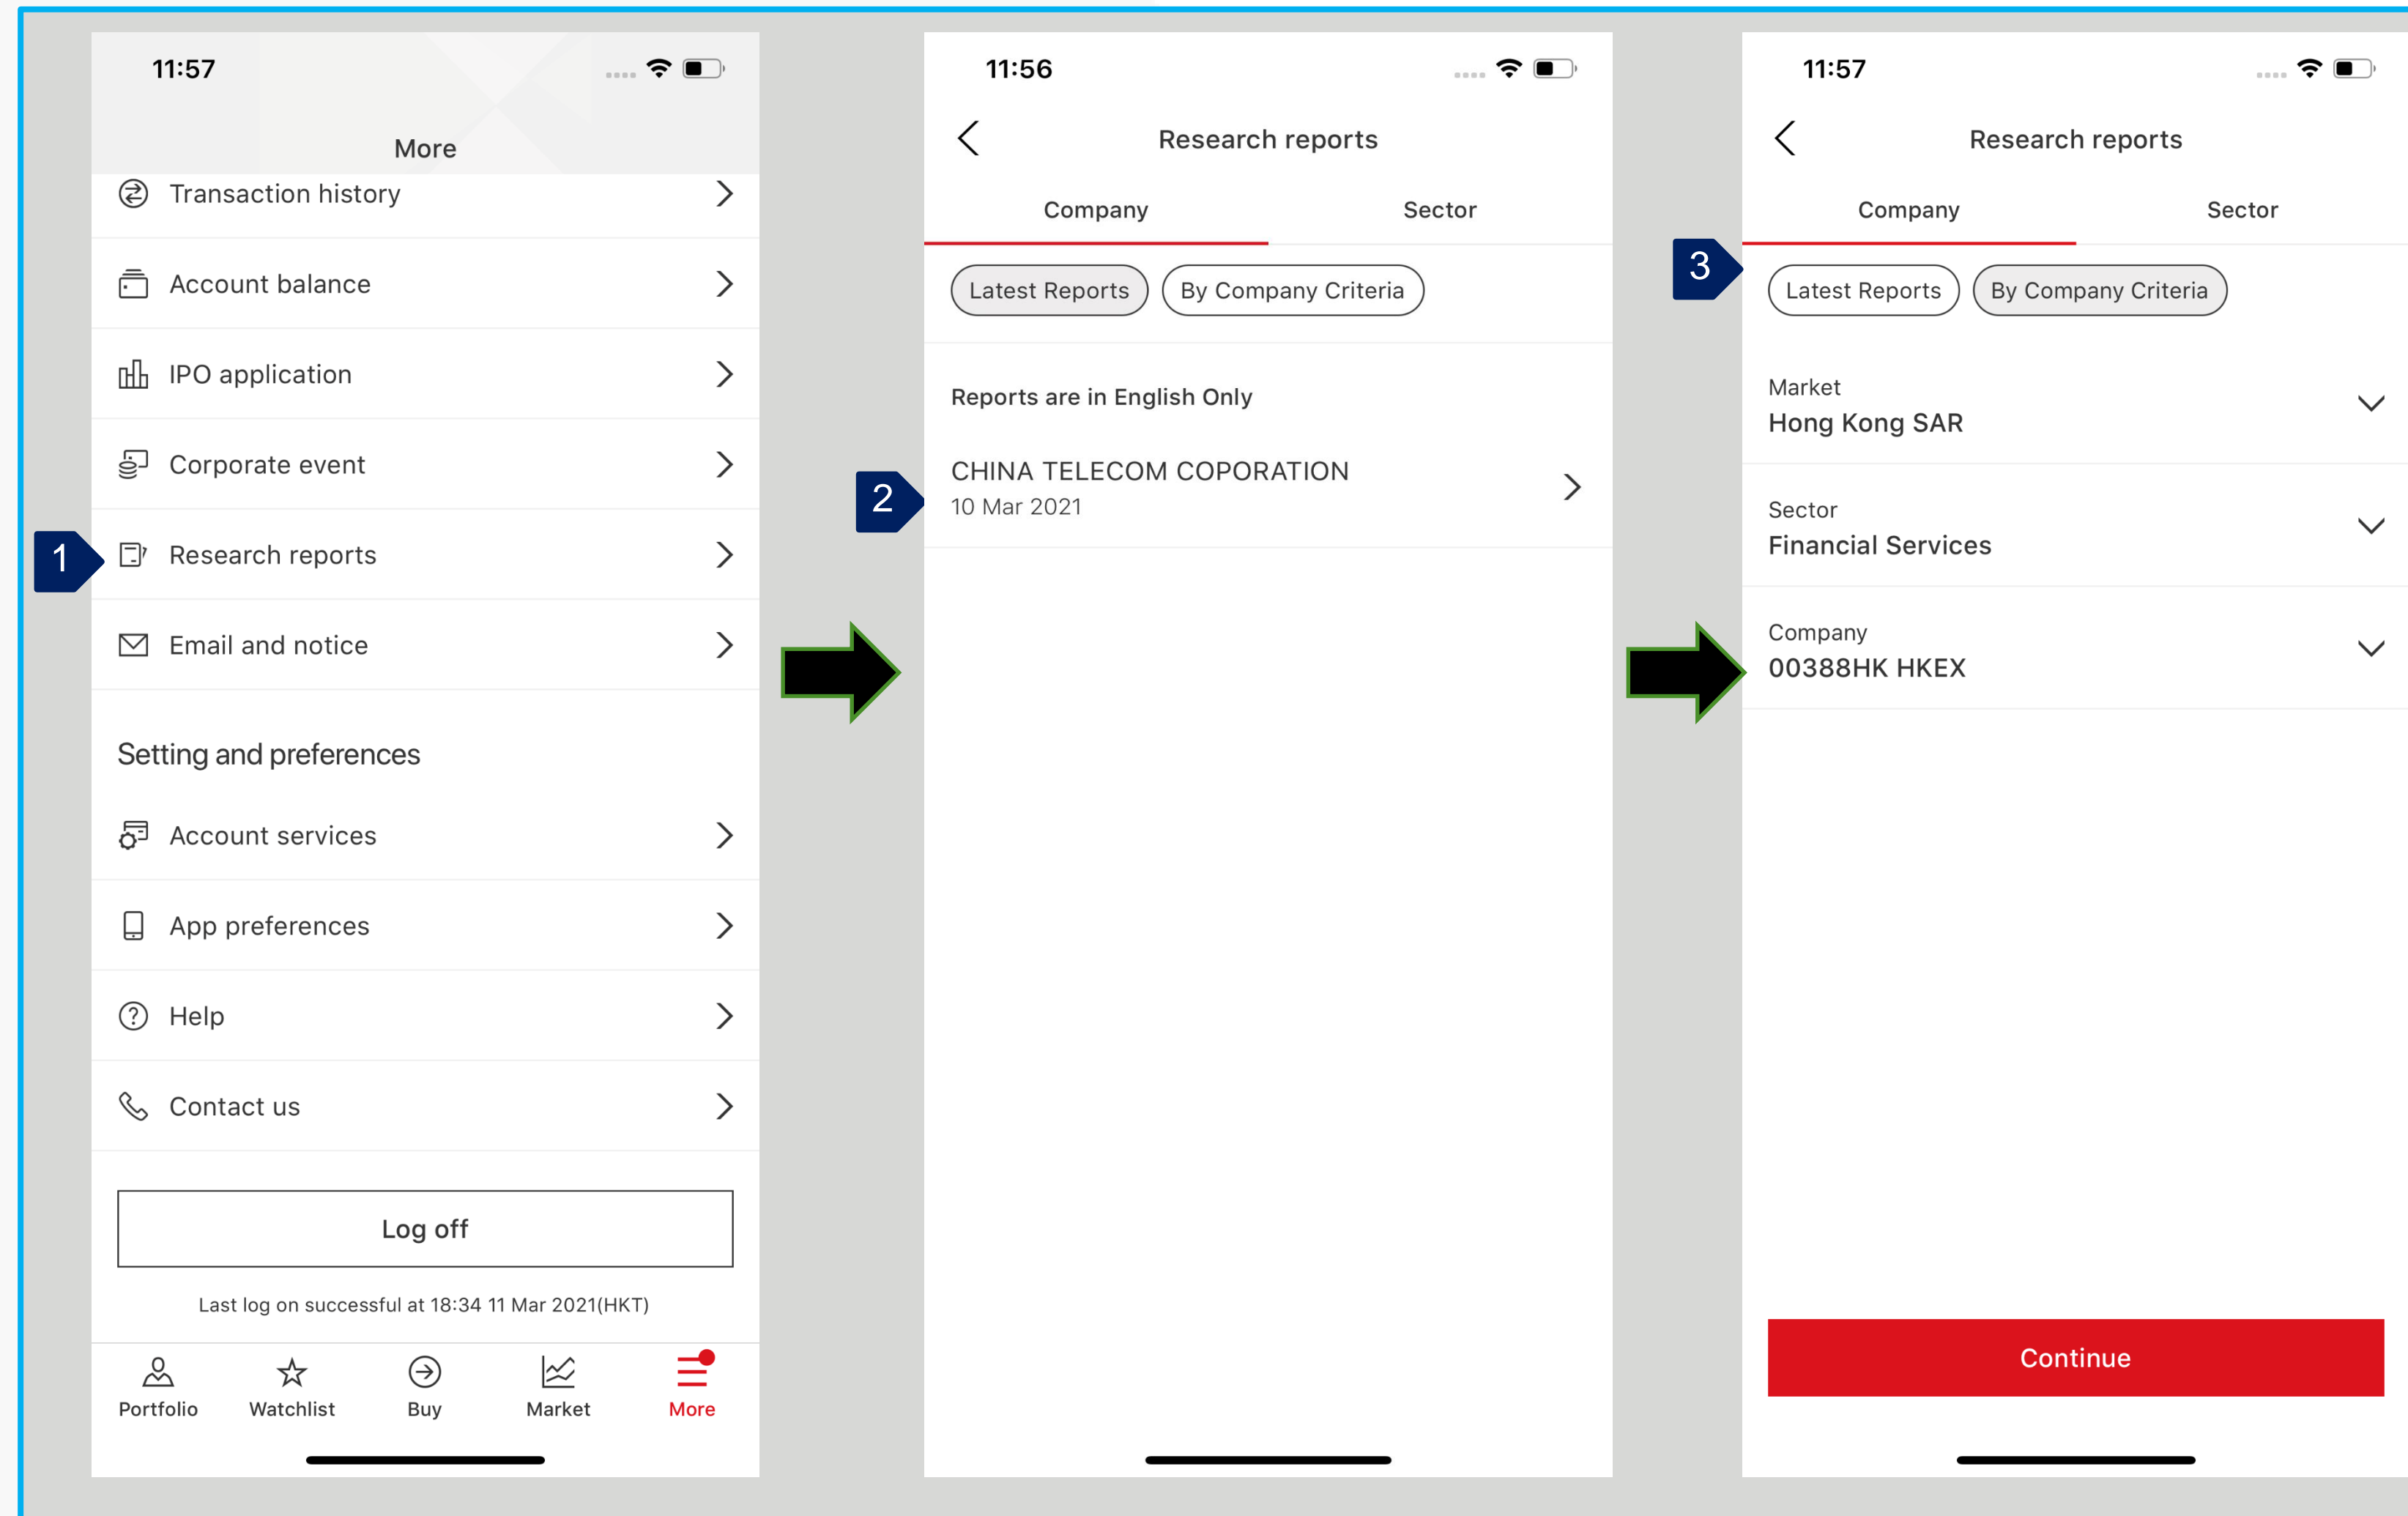 11:57
More
Transaction history
Account balance
IPO application
Corporate event
1
Research reports
Email and notice
Setting and preferences
Account services
App preferences
Help
Contact us
Log off
Last log on successful at 18:34 11 Mar 2021(HKT)
Portfolio Watchlist Buy Market More
11:56
Research reports
Company Sector
Latest Reports By Company Criteria
Reports are in English Only
2
CHINA TELECOM COPORATION
10 Mar 2021
11:57
Research reports
Company Sector
3
Latest Reports By Company Criteria
Market
Hong Kong SAR
Sector
Financial Services
Company
00388HK HKEX
Continue